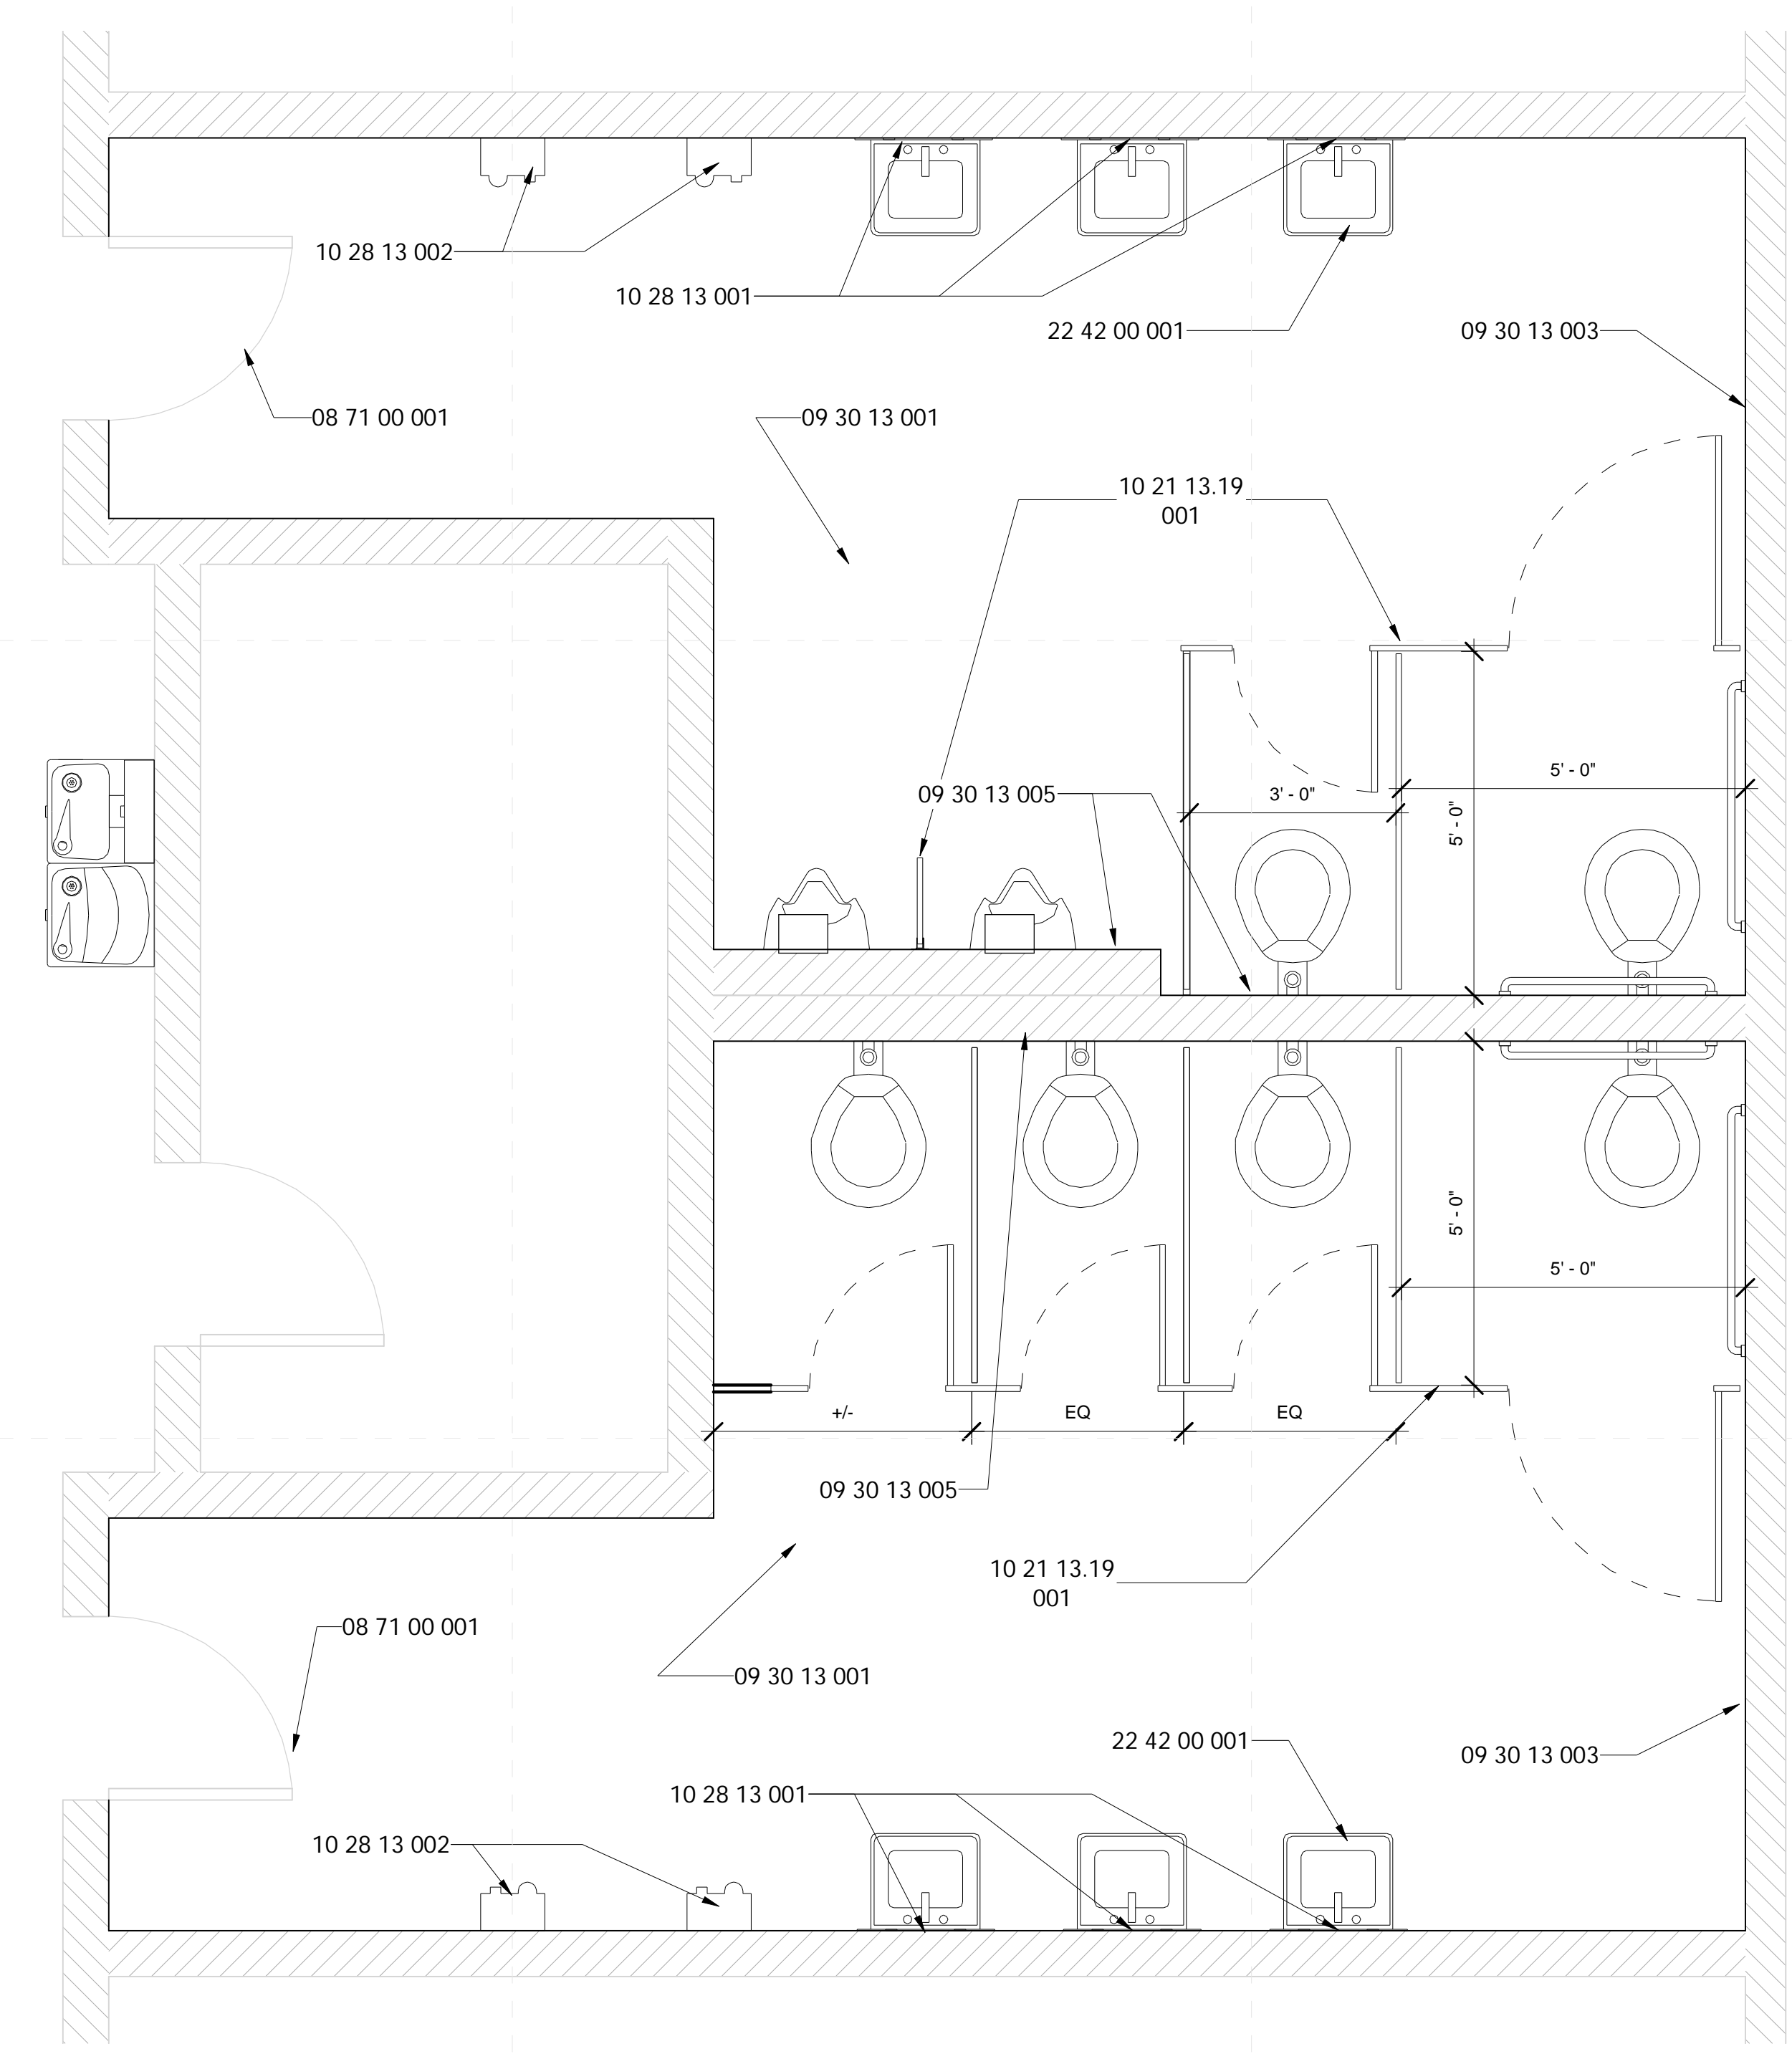 10 28 13 002
10 28 13 001
22 42 00 001
09 30 13 003
08 71 00 001
09 30 13 001
10 21 13.19
001
5' - 0"
3' - 0"
09 30 13 005
5' - 0"
5' - 0"
5' - 0"
+/-
EQ
EQ
09 30 13 005
10 21 13.19
001
08 71 00 001
09 30 13 001
22 42 00 001
09 30 13 003
10 28 13 001
10 28 13 002